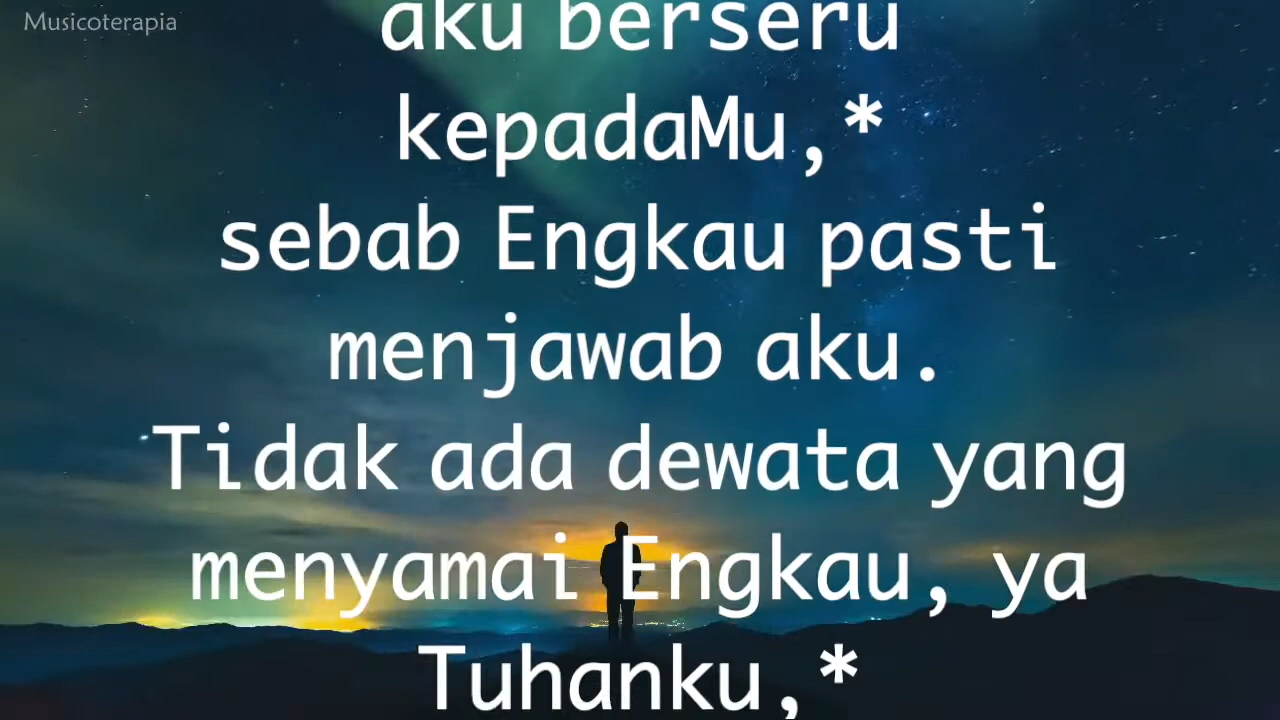 Musicoterapia
aku berseru
kepadaMu,*
sebab Engkau pasti
menjawab aku.
Tidak ada dewata yang
menyamai Engkau, ya
Tuhanku,*